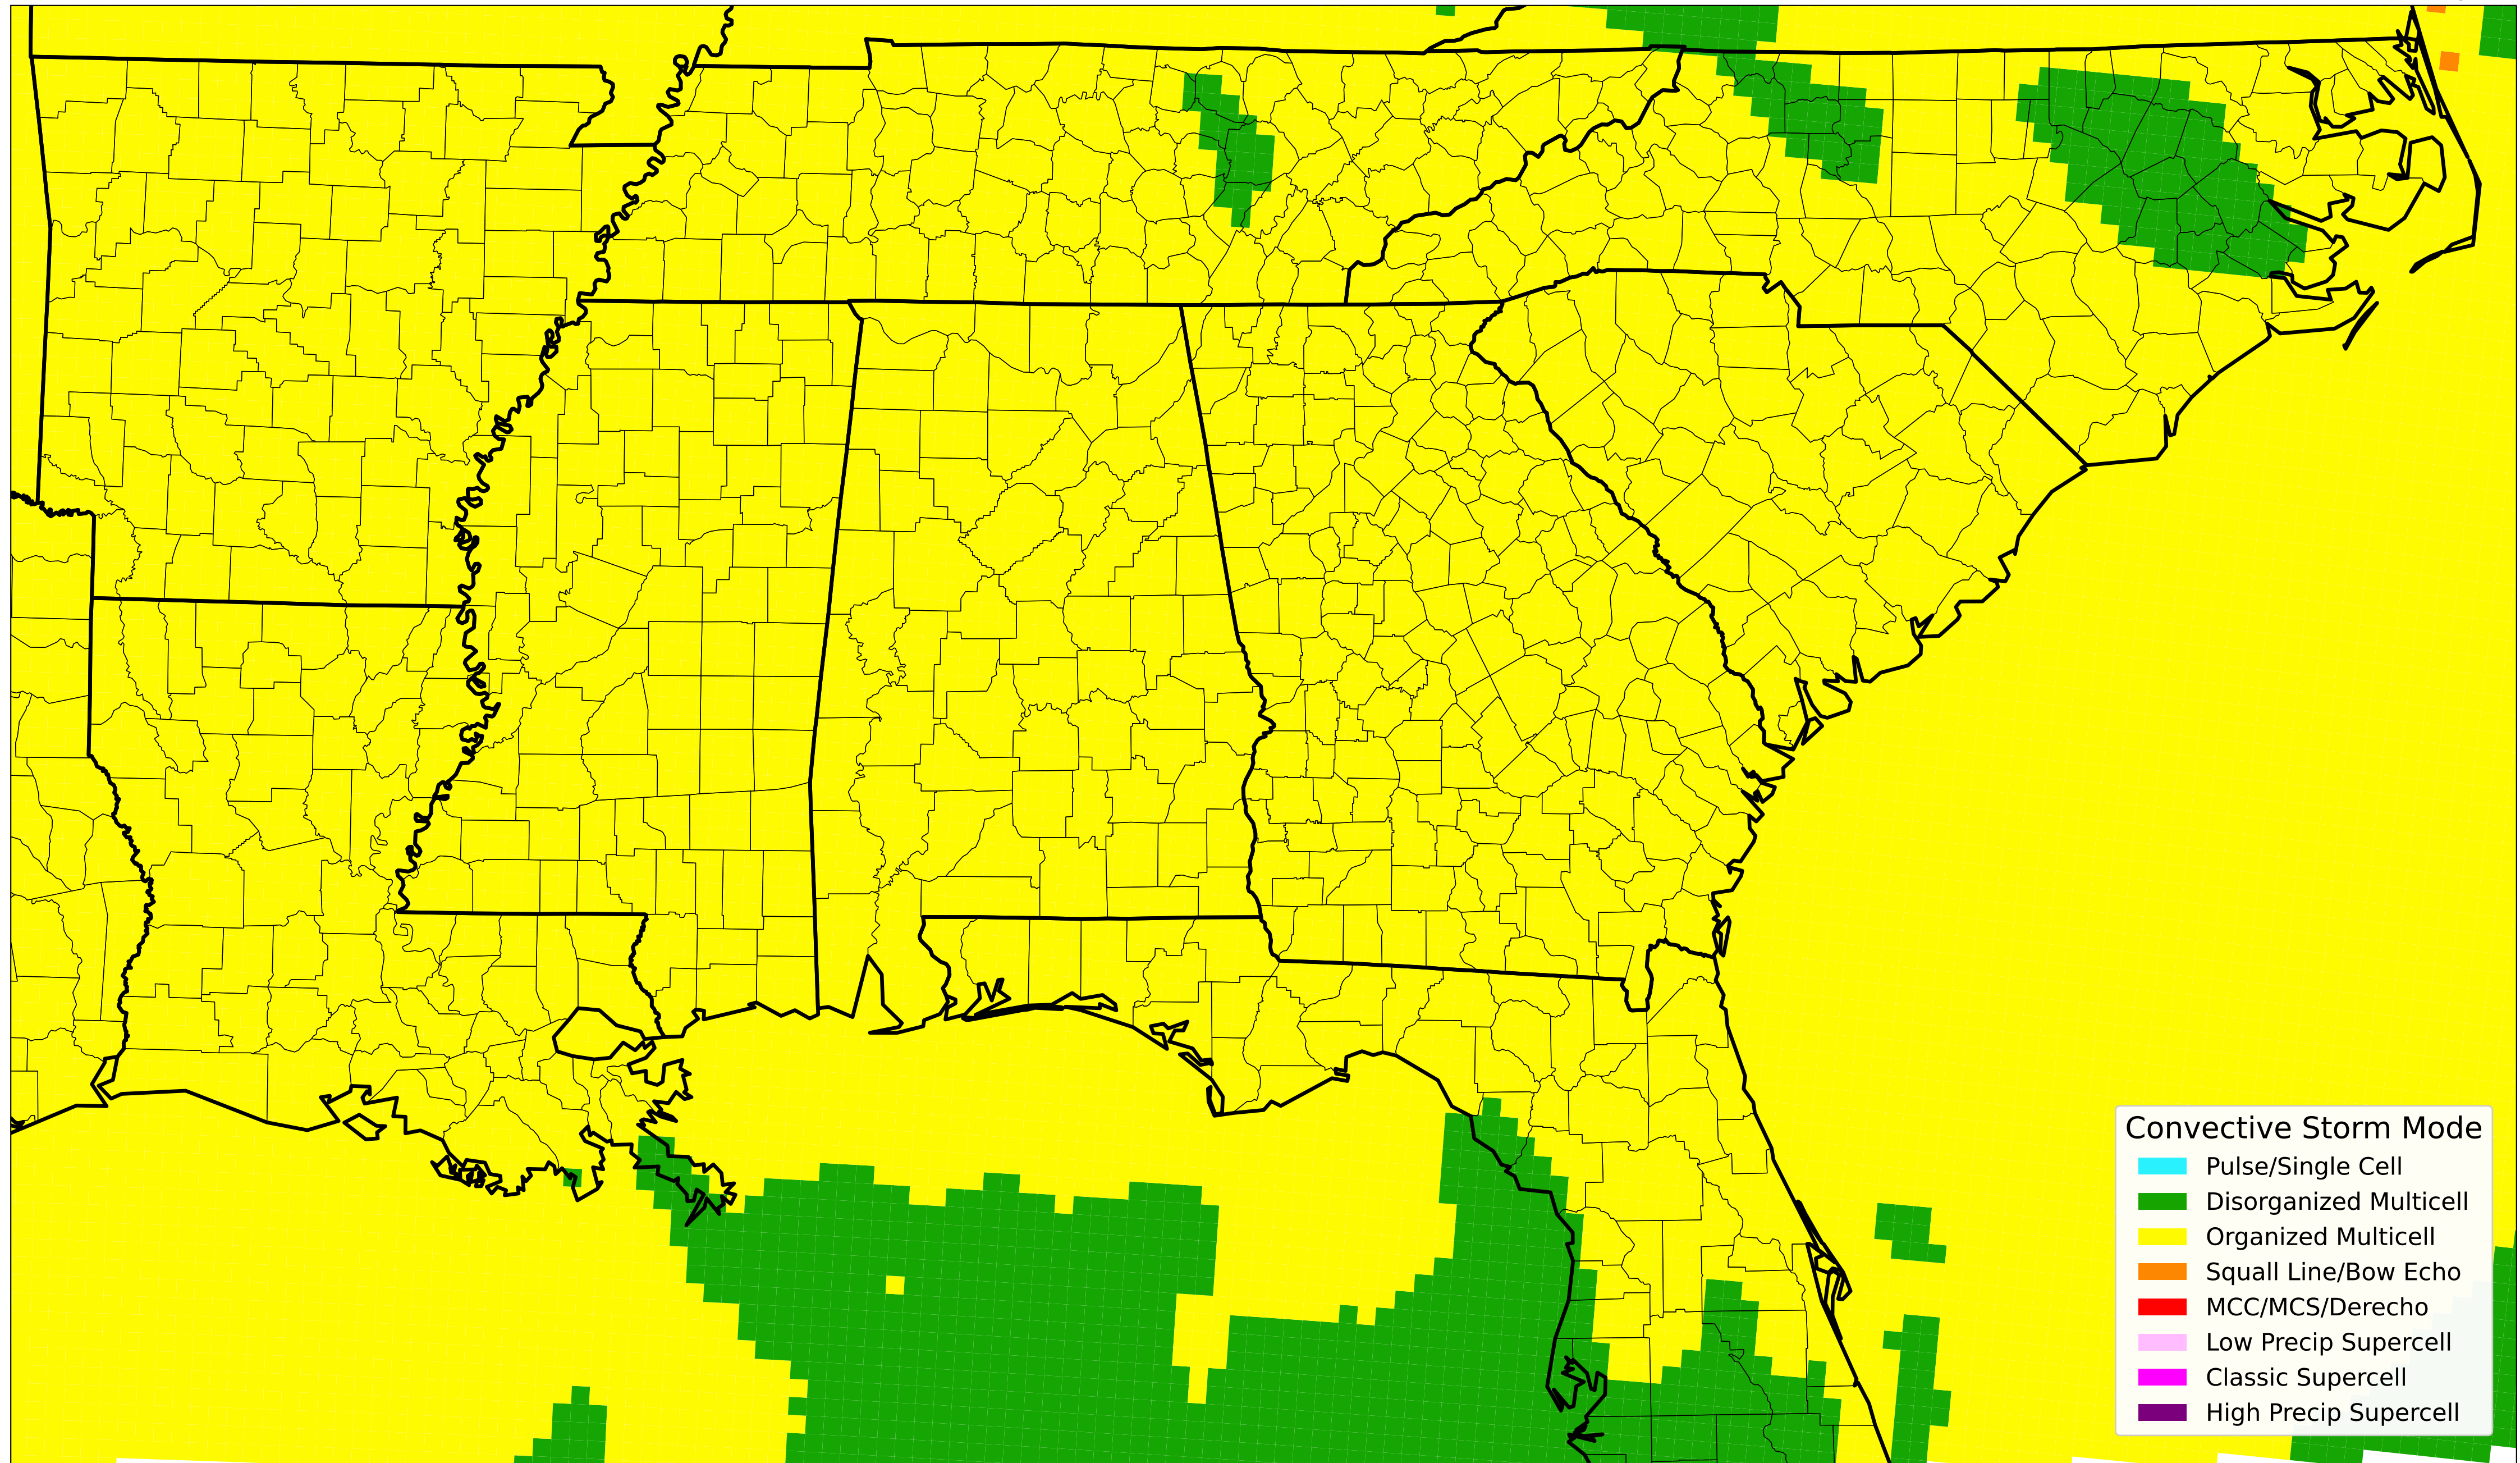 Convective Storm Mode
Pulse/Single Cell
Disorganized Multicell
Organized Multicell
Squall Line/Bow Echo
MCC/MCS/Derecho
Low Precip Supercell
Classic Supercell
High Precip Supercell